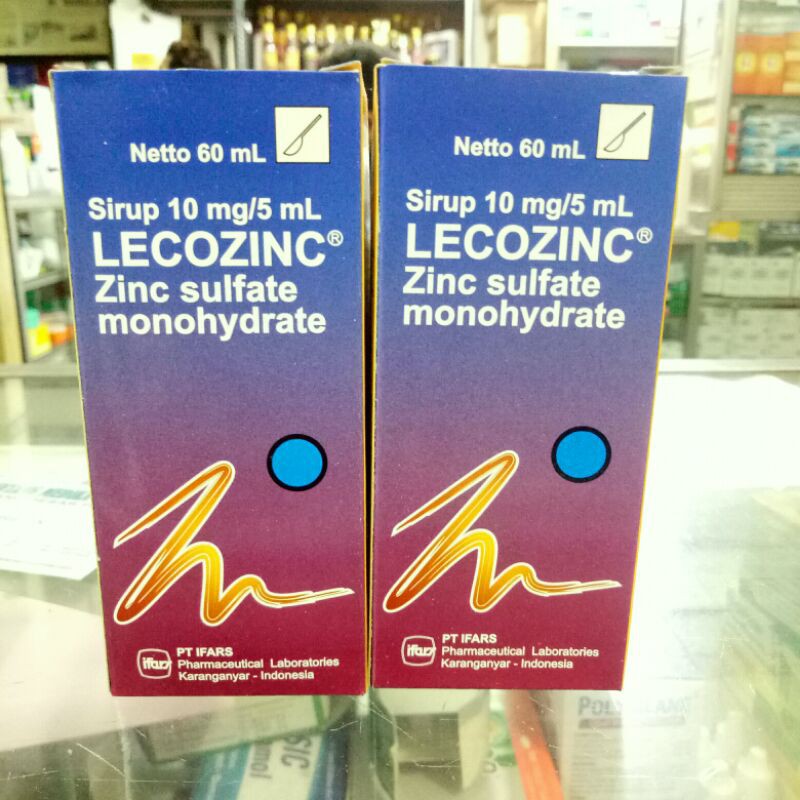 Netto 60 mL
Sirup 10 mg/5 mL
LECOZINC®
Zinc sulfate
monohydrate
ifars
PT IFARS
Pharmaceutical Laboratories
Karanganyar - Indonesia
Netto 60 mL
Sirup 10 mg/5 mL
LECOZINC®
Zinc sulfate
monohydrate
ifars
PT IFARS
Pharmaceutical Laboratories
Karanganyar - Indonesia